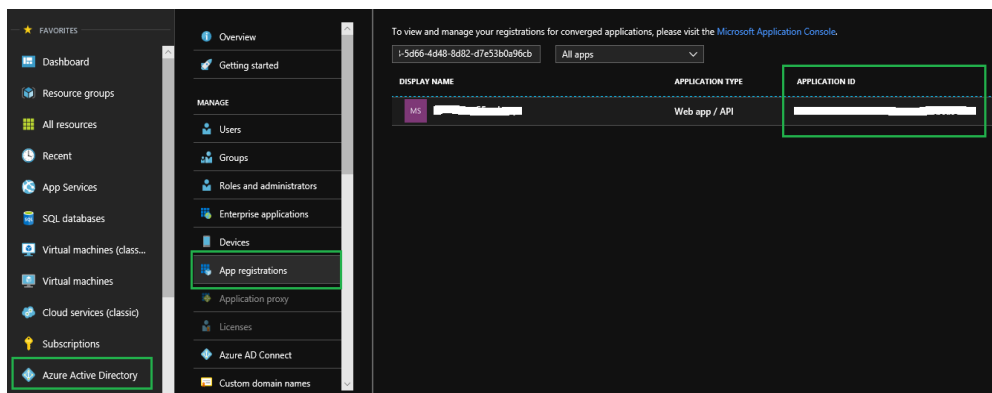 FAVORITES
Dashboard
Resource groups
All resources
Recent
App Services
SQL databases
Virtual machines (class...
Virtual machines
Cloud services (classic)
Subscriptions
Azure Active Directory
Overview
Getting started
MANAGE
Users
Groups
Roles and administrators
Enterprise applications
Devices
App registrations
Application proxy
Licenses
Azure AD Connect
Custom domain names
To view and manage your registrations for converged applications, please visit the Microsoft Application Console.
-5d66-4d48-8d82-d7e53b0a96cb All apps
DISPLAY NAME APPLICATION TYPE APPLICATION ID
MS Web app / API